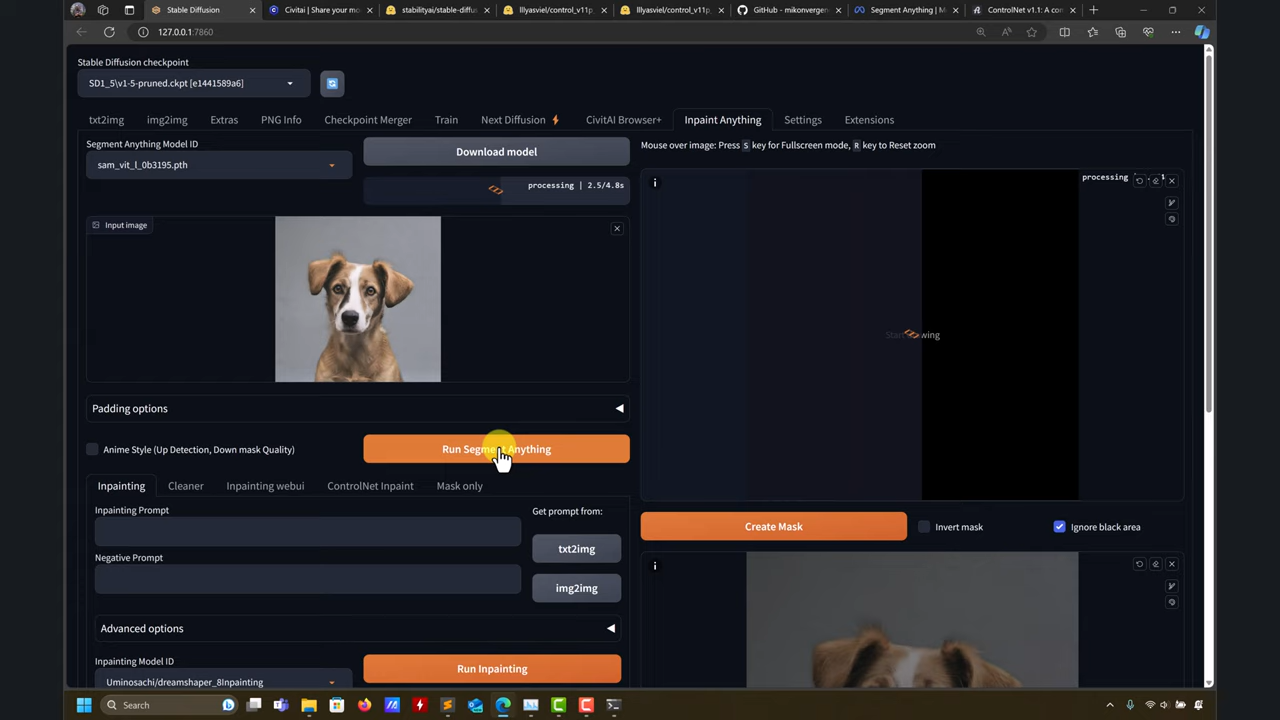 Stable Diffusion
Civitai | Share your mod
stabilityai/stable-diffusi
lllyasviel/control_v11p_
lllyasviel/control_v11p_
GitHub - mikonvergenc
Segment Anything | M
ControlNet v1.1: A con
127.0.0.1:7860
Stable Diffusion checkpoint
SD1_5\v1-5-pruned.ckpt [e1441589a6]
txt2img
img2img
Extras
PNG Info
Checkpoint Merger
Train
Next Diffusion
CivitAI Browser+
Inpaint Anything
Settings
Extensions
Segment Anything Model ID
sam_vit_l_0b3195.pth
Download model
processing | 2.5/4.8s
Mouse over image: Press S key for Fullscreen mode, R key to Reset zoom
processing
Input image
Padding options
Anime Style (Up Detection, Down mask Quality)
Run Segment Anything
Inpainting
Cleaner
Inpainting webui
ControlNet Inpaint
Mask only
Inpainting Prompt
Get prompt from:
txt2img
Negative Prompt
img2img
Create Mask
Invert mask
Ignore black area
Advanced options
Inpainting Model ID
Uminosachi/dreamshaper_8Inpainting
Run Inpainting
Search